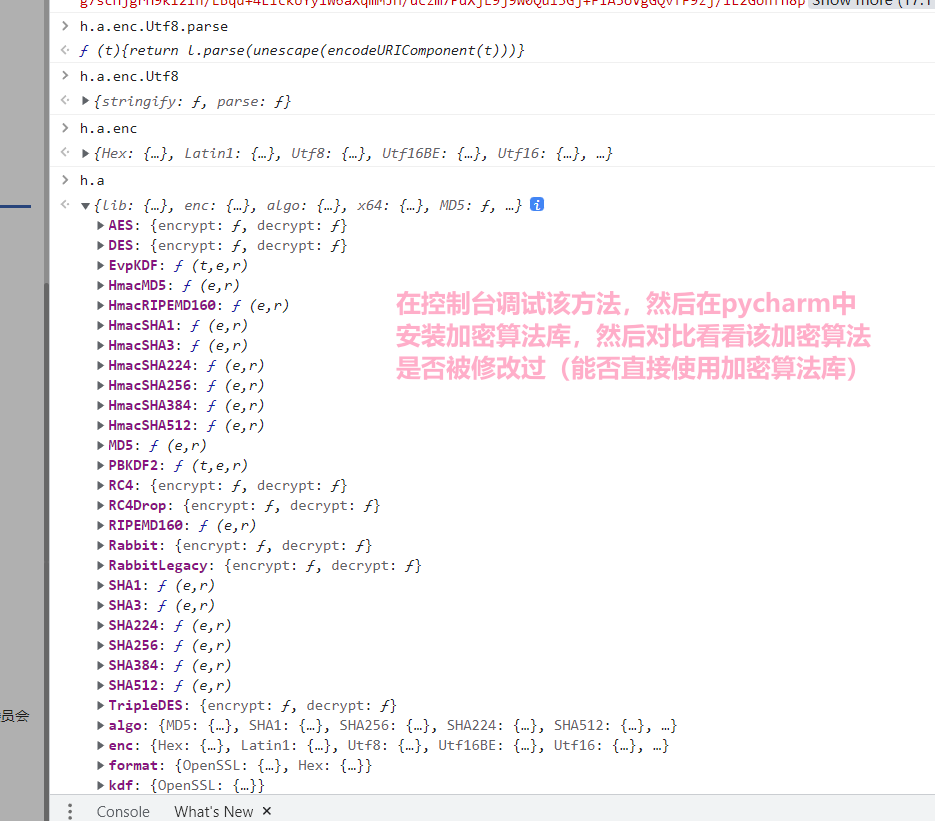 > h.a.enc.Utf8.parse
ƒ (t){return l.parse(unescape(encodeURIComponent(t)))}
> h.a.enc.Utf8
▶{stringify: ƒ, parse: ƒ}
> h.a.enc
▶{Hex: {…}, Latin1: {…}, Utf8: {…}, Utf16BE: {…}, Utf16: {…}, …}
> h.a
▼{lib: {…}, enc: {…}, algo: {…}, x64: {…}, MD5: ƒ, …} i
▶AES: {encrypt: ƒ, decrypt: ƒ}
▶DES: {encrypt: ƒ, decrypt: ƒ}
▶EvpKDF: ƒ (t,e,r)
▶HmacMD5: ƒ (e,r)
▶HmacRIPEMD160: ƒ (e,r)
▶HmacSHA1: ƒ (e,r)
▶HmacSHA3: ƒ (e,r)
▶HmacSHA224: ƒ (e,r)
▶HmacSHA256: ƒ (e,r)
▶HmacSHA384: ƒ (e,r)
▶HmacSHA512: ƒ (e,r)
▶MD5: ƒ (e,r)
▶PBKDF2: ƒ (t,e,r)
▶RC4: {encrypt: ƒ, decrypt: ƒ}
▶RC4Drop: {encrypt: ƒ, decrypt: ƒ}
▶RIPEMD160: ƒ (e,r)
▶Rabbit: {encrypt: ƒ, decrypt: ƒ}
▶RabbitLegacy: {encrypt: ƒ, decrypt: ƒ}
▶SHA1: ƒ (e,r)
▶SHA3: ƒ (e,r)
▶SHA224: ƒ (e,r)
▶SHA256: ƒ (e,r)
▶SHA384: ƒ (e,r)
▶SHA512: ƒ (e,r)
▶TripleDES: {encrypt: ƒ, decrypt: ƒ}
▶algo: {MD5: {…}, SHA1: {…}, SHA256: {…}, SHA224: {…}, SHA512: {…}, …}
▶enc: {Hex: {…}, Latin1: {…}, Utf8: {…}, Utf16BE: {…}, Utf16: {…}, …}
▶format: {OpenSSL: {…}, Hex: {…}}
▶kdf: {OpenSSL: {…}}
在控制台调试该方法，然后在pycharm中
安装加密算法库，然后对比看看该加密算法
是否被修改过（能否直接使用加密算法库）
员会
Console What's New ×